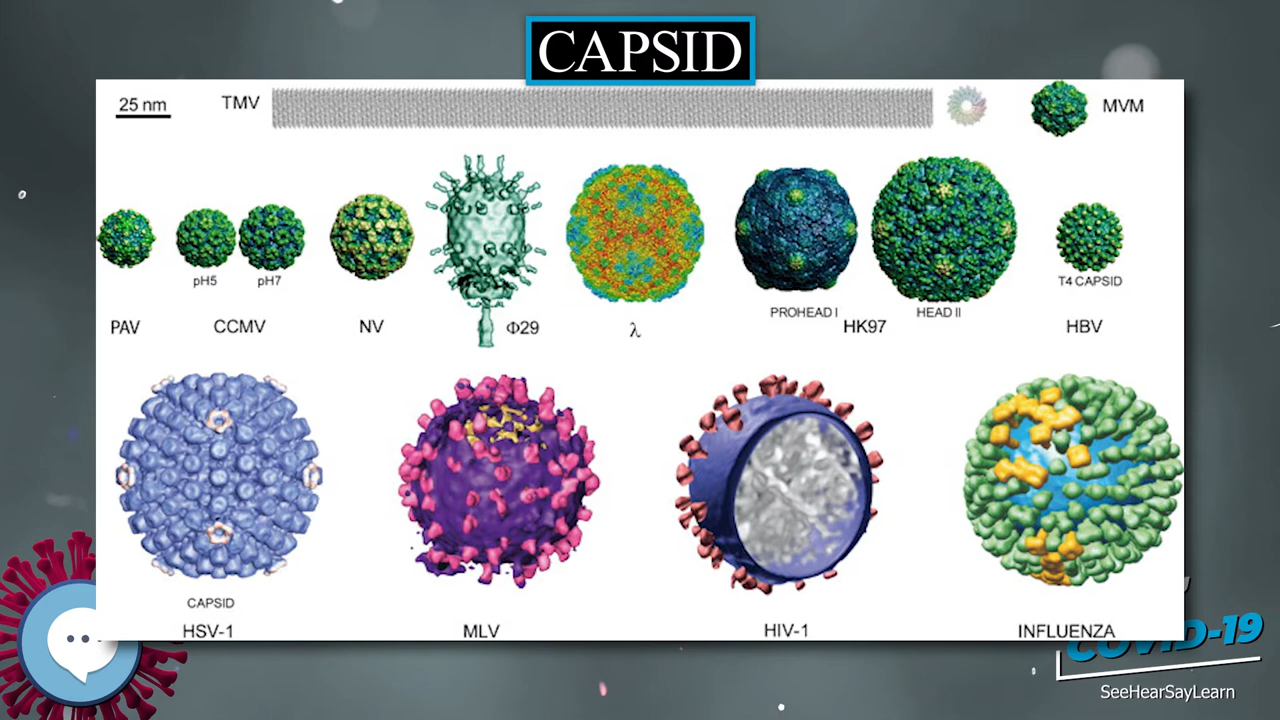 CAPSID
25 nm
TMV
MVM
pH5
pH7
PROHEAD I
HEAD II
T4 CAPSID
PAV
CCMV
NV
Φ29
λ
HK97
HBV
CAPSID
HSV-1
MLV
HIV-1
INFLUENZA
COVID-19
SeeHearSayLearn